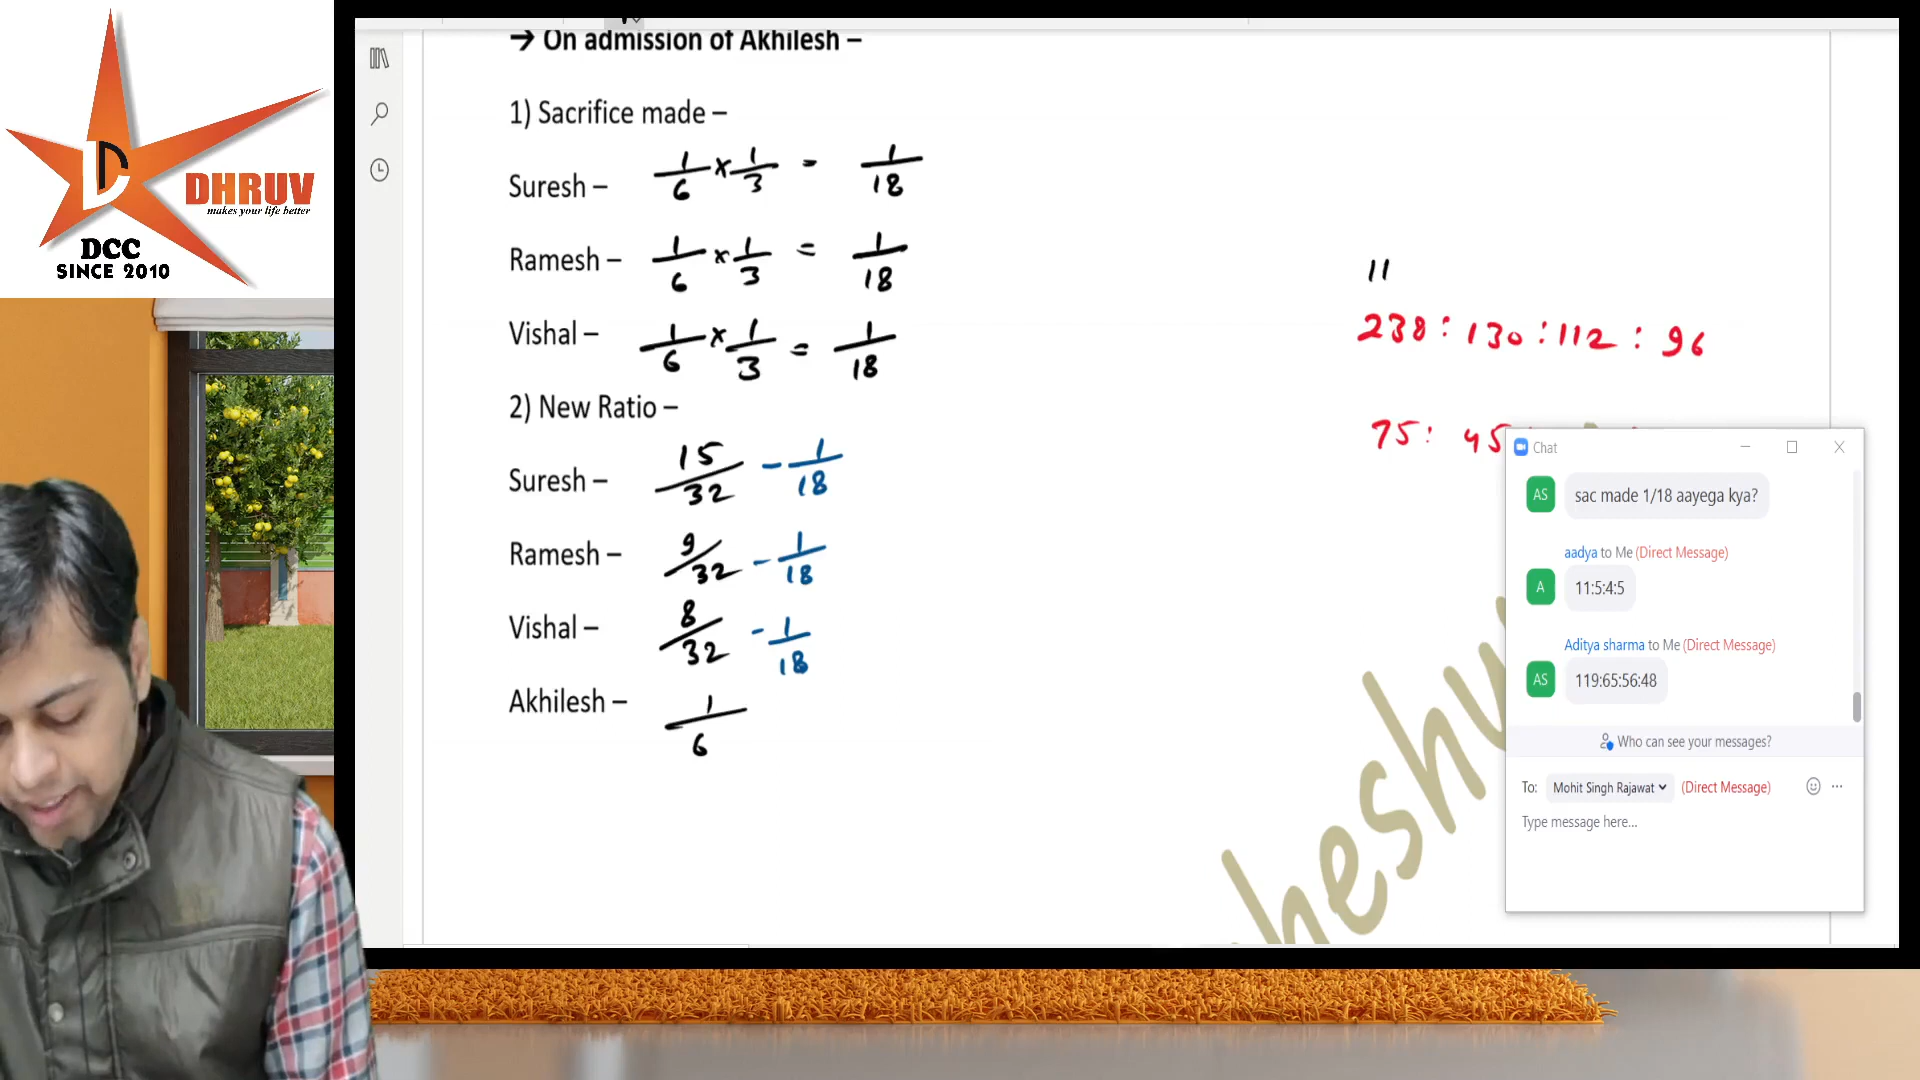 DHRUV
makes your life better
DCC
SINCE 2010
→ On admission of Akhilesh –
1) Sacrifice made –
Suresh – 1/6 × 1/3 = 1/18
Ramesh – 1/6 × 1/3 = 1/18
Vishal – 1/6 × 1/3 = 1/18
2) New Ratio –
Suresh – 15/32 - 1/18
Ramesh – 9/32 - 1/18
Vishal – 8/32 - 1/18
Akhilesh – 1/6
11
238 : 130 : 112 : 96
75 : 45
Chat
AS
sac made 1/18 aayega kya?
aadya to Me (Direct Message)
A
11:5:4:5
Aditya sharma to Me (Direct Message)
AS
119:65:56:48
Who can see your messages?
To: Mohit Singh Rajawat (Direct Message)
Type message here...